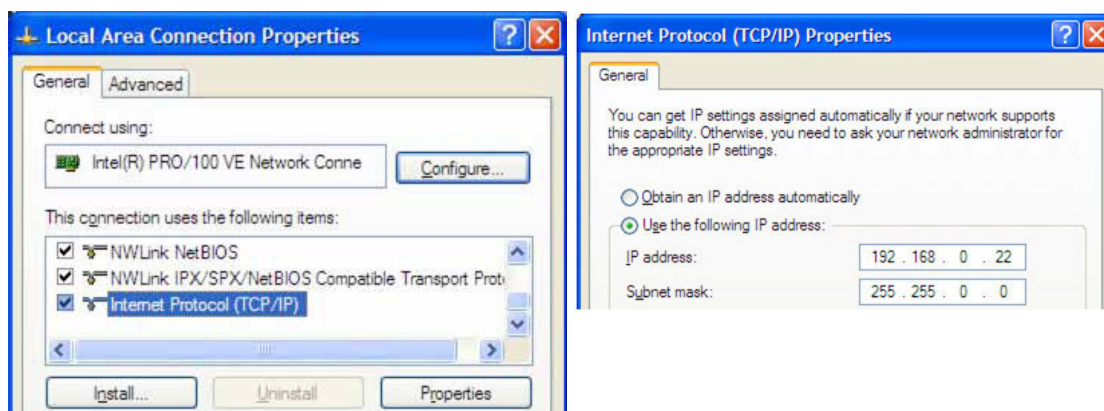 Local Area Connection Properties
General
Advanced
Connect using:
Intel(R) PRO/100 VE Network Conne
Configure...
This connection uses the following items:
NWLink NetBIOS
NWLink IPX/SPX/NetBIOS Compatible Transport Prot
Internet Protocol (TCP/IP)
Install...
Uninstall
Properties
Internet Protocol (TCP/IP) Properties
General
You can get IP settings assigned automatically if your network supports
this capability. Otherwise, you need to ask your network administrator for
the appropriate IP settings.
Obtain an IP address automatically
Use the following IP address:
IP address:
192 . 168 . 0 . 22
Subnet mask:
255 . 255 . 0 . 0